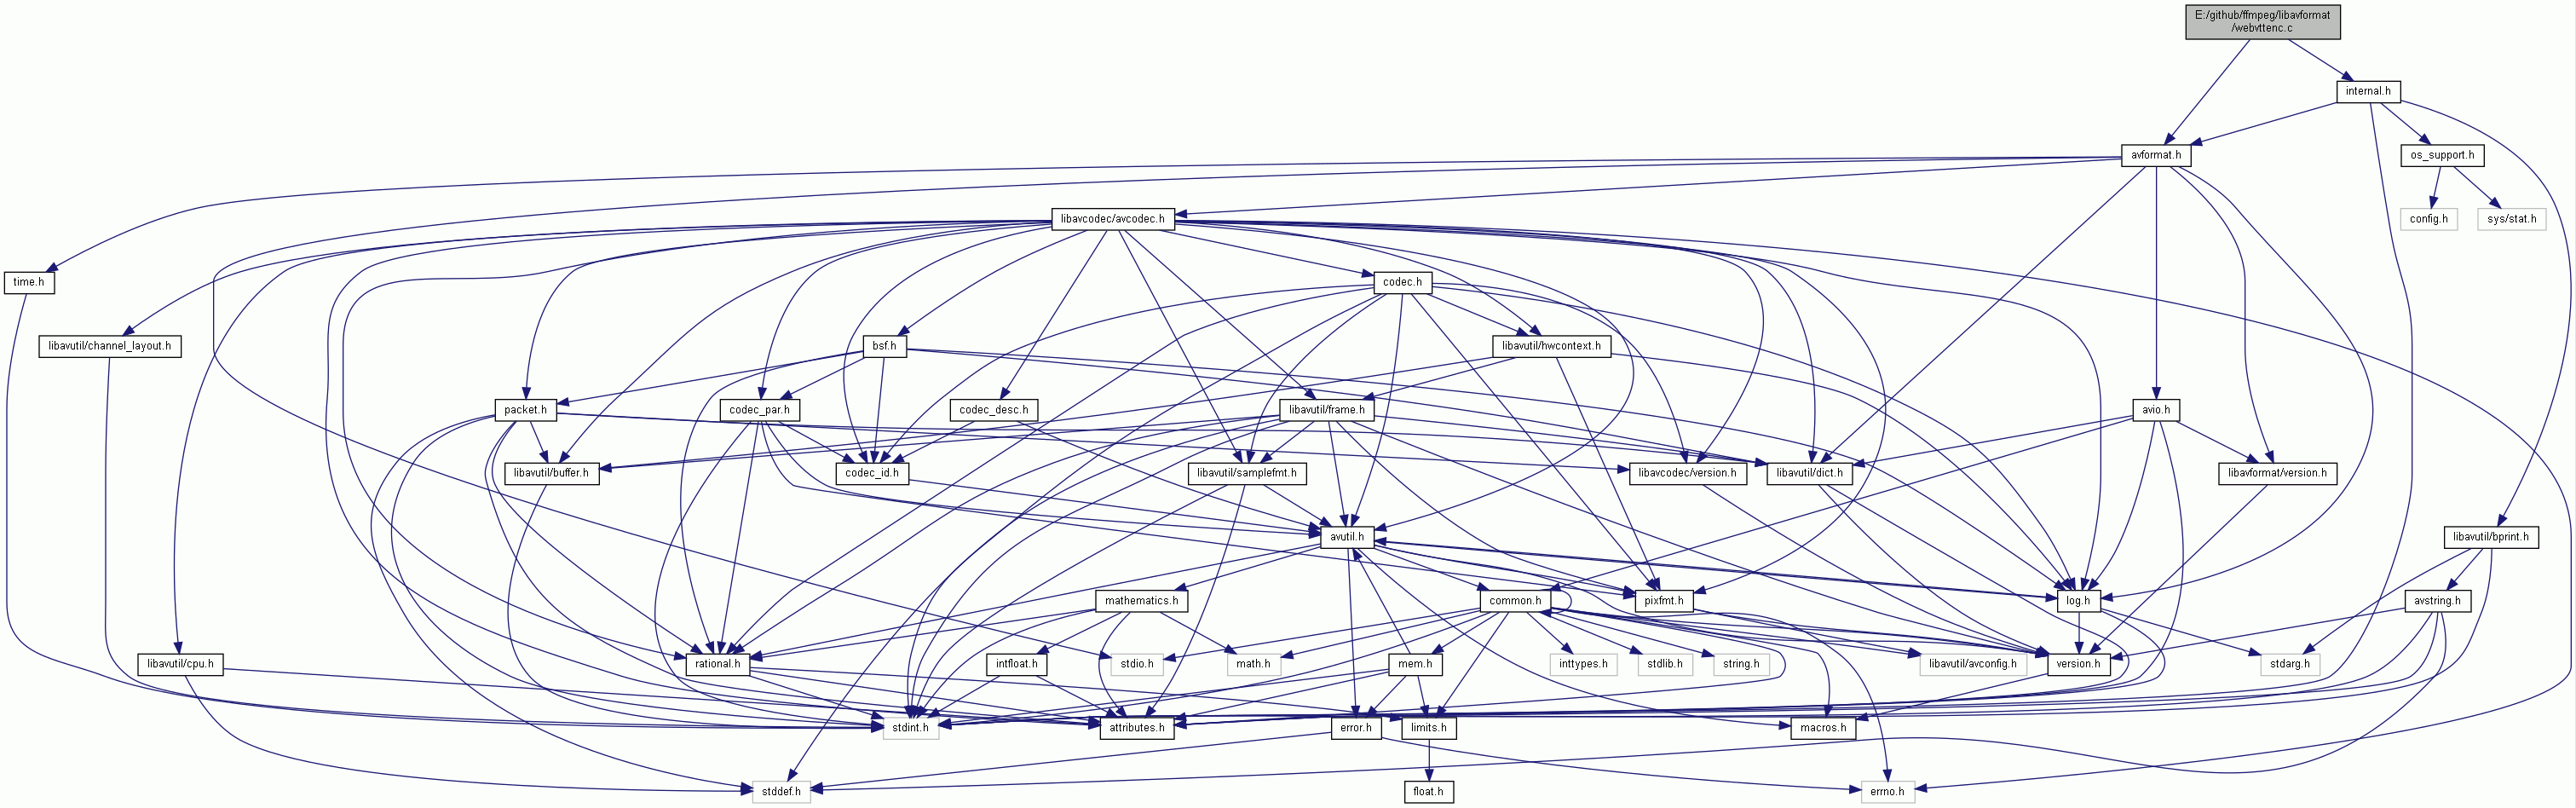 E:/github/ffmpeg/libavformat
/webvttenc.c
internal.h
avformat.h
os_support.h
libavcodec/avcodec.h
config.h
sys/stat.h
time.h
codec.h
libavutil/channel_layout.h
bsf.h
libavutil/hwcontext.h
packet.h
codec_par.h
codec_desc.h
libavutil/frame.h
avio.h
libavutil/buffer.h
codec_id.h
libavutil/samplefmt.h
libavcodec/version.h
libavutil/dict.h
libavformat/version.h
avutil.h
libavutil/bprint.h
mathematics.h
common.h
pixfmt.h
log.h
avstring.h
libavutil/cpu.h
rational.h
intfloat.h
stdio.h
math.h
mem.h
inttypes.h
stdlib.h
string.h
libavutil/avconfig.h
version.h
stdarg.h
stdint.h
attributes.h
error.h
limits.h
macros.h
stddef.h
float.h
errno.h